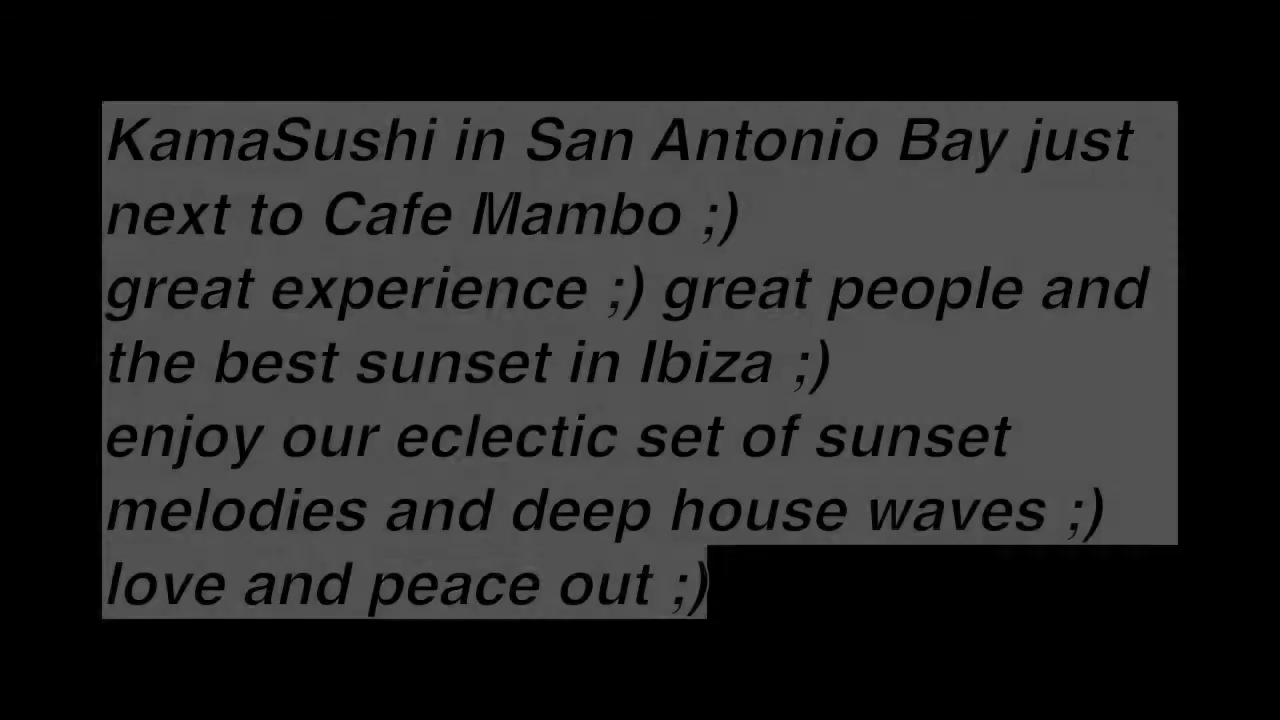 KamaSushi in San Antonio Bay just
next to Cafe Mambo ;)
great experience ;) great people and
the best sunset in Ibiza ;)
enjoy our eclectic set of sunset
melodies and deep house waves ;)
love and peace out ;)